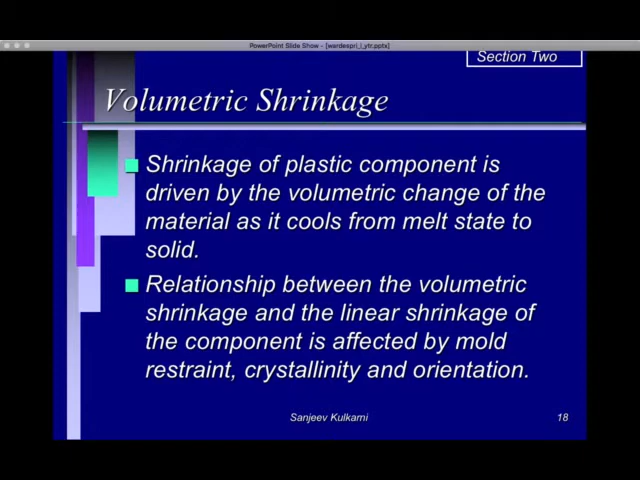 PowerPoint Slide Show - [wardeepri_i_ytr.pptx]
Section Two
Volumetric Shrinkage
Shrinkage of plastic component is
driven by the volumetric change of the
material as it cools from melt state to
solid.
Relationship between the volumetric
shrinkage and the linear shrinkage of
the component is affected by mold
restraint, crystallinity and orientation.
Sanjeev Kulkarni
18